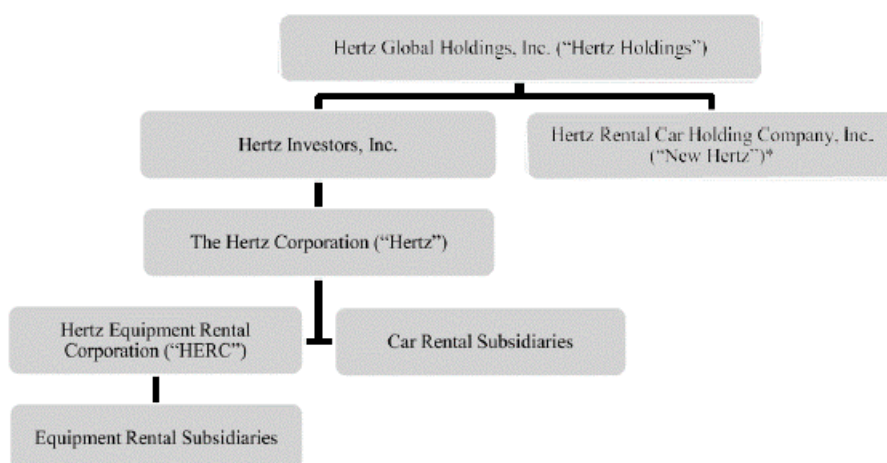 Hertz Global Holdings, Inc. (“Hertz Holdings”)
Hertz Investors, Inc.
Hertz Rental Car Holding Company, Inc.
(“New Hertz”)*
The Hertz Corporation (“Hertz”)
Hertz Equipment Rental
Corporation (“HERC”)
Car Rental Subsidiaries
Equipment Rental Subsidiaries